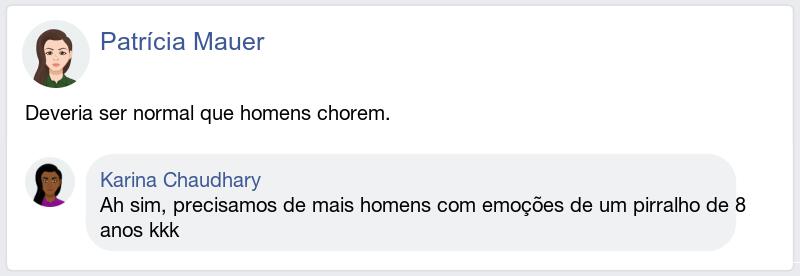 Patrícia Mauer
Deveria ser normal que homens chorem.
Karina Chaudhary
Ah sim, precisamos de mais homens com emoções de um pirralho de 8
anos kkk